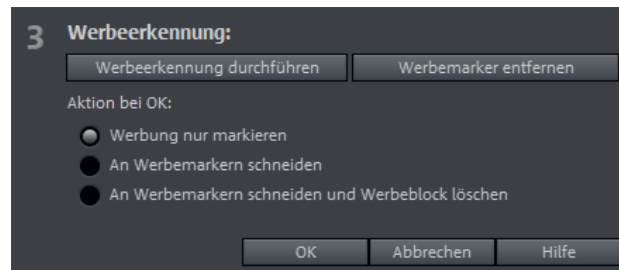 3 Werbeerkennung:
Werbeerkennung durchführen Werbemarker entfernen
Aktion bei OK:
Werbung nur markieren
An Werbemarkern schneiden
An Werbemarkern schneiden und Werbeblock löschen
OK Abbrechen Hilfe